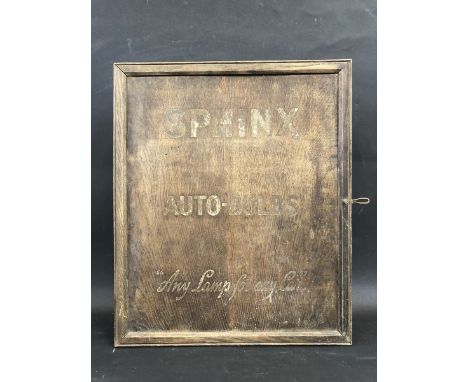 SPHINX
AUTO-BULBS
"Any Lamp for any Car"